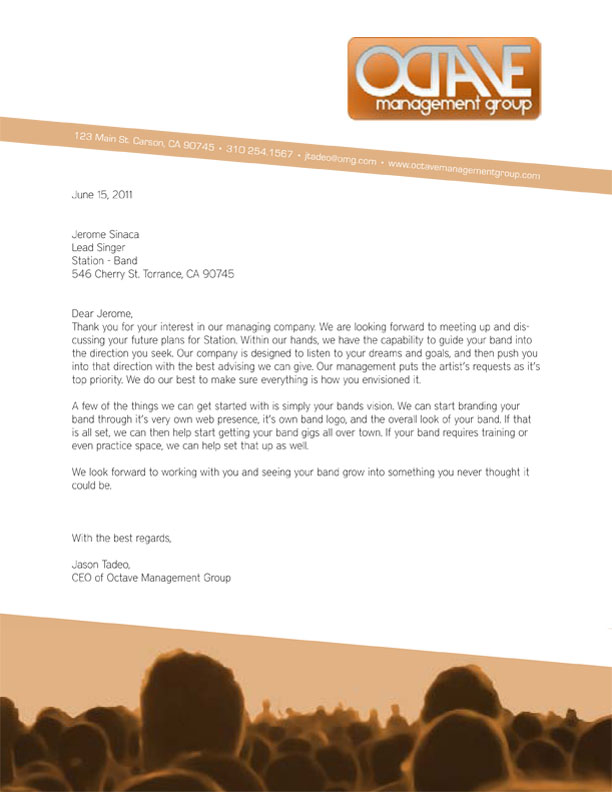 OCTAVE
management group
123 Main St. Carson, CA 90745 • 310 254.1567 • jtadeo@omg.com • www.octavemanagementgroup.com
June 15, 2011
Jerome Sinaca
Lead Singer
Station - Band
546 Cherry St. Torrance, CA 90745
Dear Jerome,
Thank you for your interest in our managing company. We are looking forward to meeting up and dis-
cussing your future plans for Station. Within our hands, we have the capability to guide your band into
the direction you seek. Our company is designed to listen to your dreams and goals, and then push you
into that direction with the best advising we can give. Our management puts the artist's requests as it's
top priority. We do our best to make sure everything is how you envisioned it.
A few of the things we can get started with is simply your bands vision. We can start branding your
band through it's very own web presence, it's own band logo, and the overall look of your band. If that
is all set, we can then help start getting your band gigs all over town. If your band requires training or
even practice space, we can help set that up as well.
We look forward to working with you and seeing your band grow into something you never thought it
could be.
With the best regards,
Jason Tadeo,
CEO of Octave Management Group